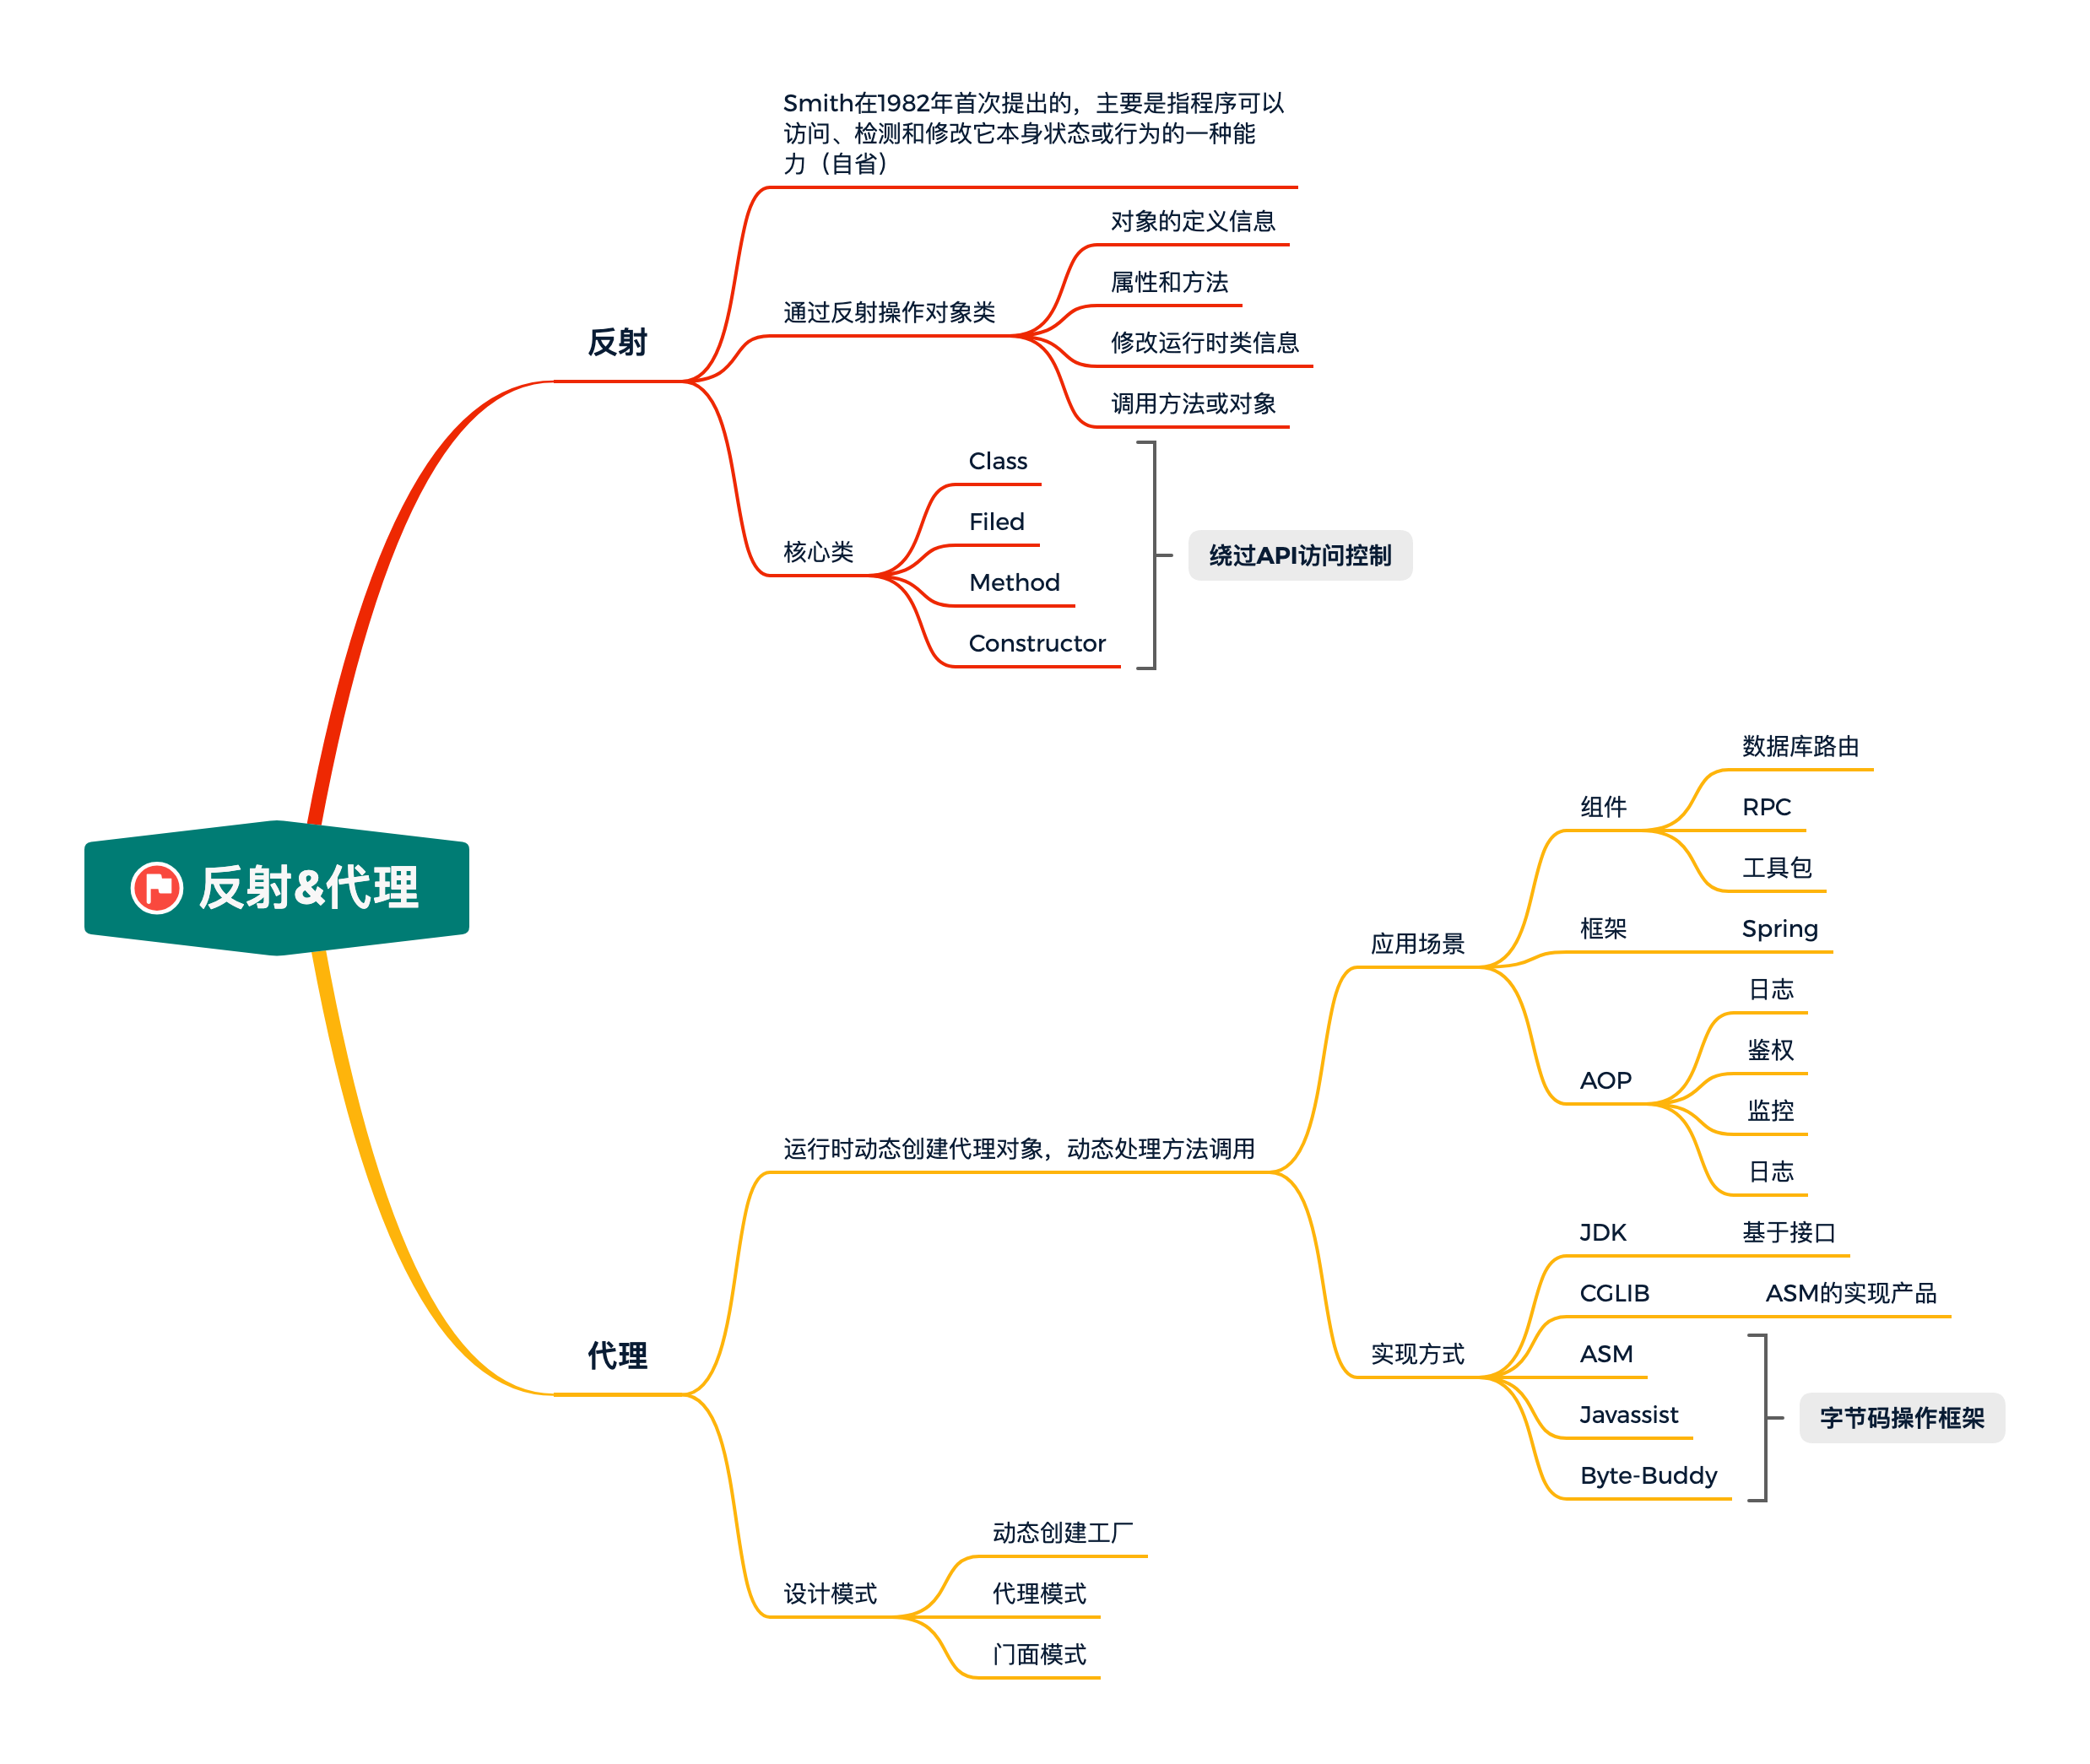 反射&代理
反射
Smith在1982年首次提出的，主要是指程序可以
访问、检测和修改它本身状态或行为的一种能
力（自省）
通过反射操作对象类
对象的定义信息
属性和方法
修改运行时类信息
调用方法或对象
核心类
Class
Filed
Method
Constructor
绕过API访问控制
代理
运行时动态创建代理对象，动态处理方法调用
应用场景
组件
数据库路由
RPC
工具包
框架
Spring
AOP
日志
鉴权
监控
日志
实现方式
JDK
基于接口
CGLIB
ASM的实现产品
ASM
Javassist
Byte-Buddy
字节码操作框架
设计模式
动态创建工厂
代理模式
门面模式